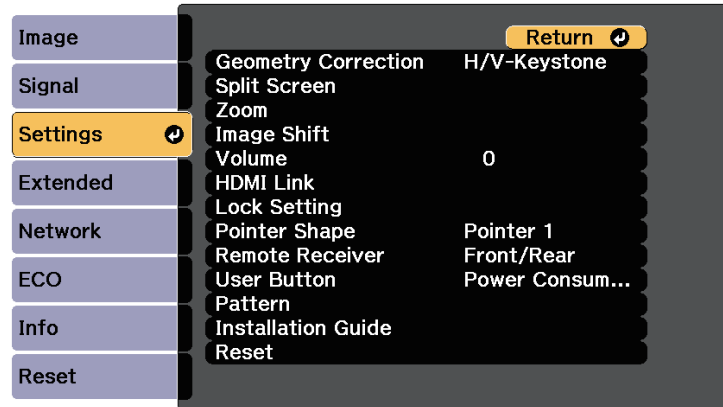 Image
Signal
Settings
Extended
Network
ECO
Info
Reset
Return
Geometry Correction H/V-Keystone
Split Screen
Zoom
Image Shift
Volume 0
HDMI Link
Lock Setting
Pointer Shape Pointer 1
Remote Receiver Front/Rear
User Button Power Consum...
Pattern
Installation Guide
Reset